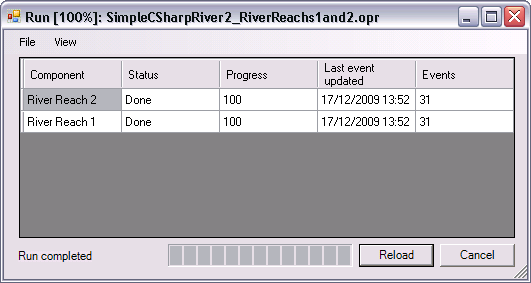 Run [100%]: SimpleCSharpRiver2_RiverReachs1and2.opr
File View
Component Status Progress Last event updated Events
River Reach 2 Done 100 17/12/2009 13:52 31
River Reach 1 Done 100 17/12/2009 13:52 31
Run completed Reload Cancel